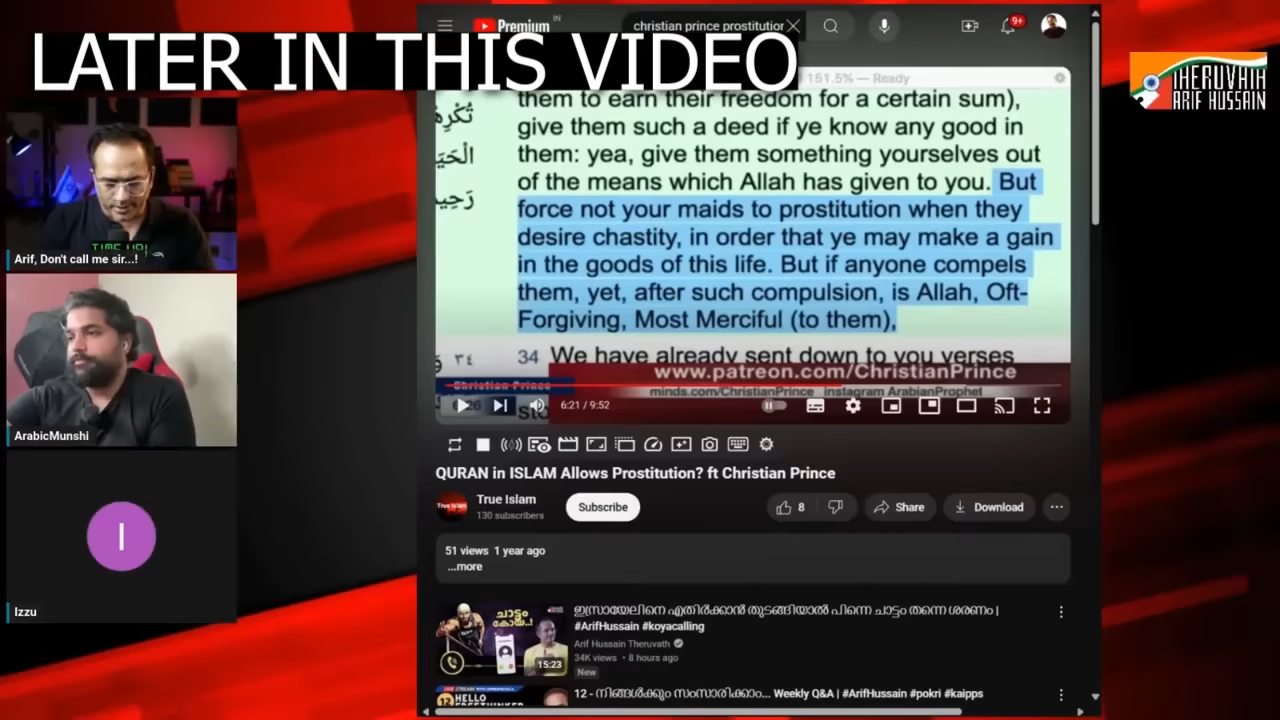 LATER IN THIS VIDEO
Premium IN
christian prince prostitution
9+
THERUVATH
ARIF HUSSAIN
151.5% — Ready
them to earn their freedom for a certain sum),
give them such a deed if ye know any good in
them: yea, give them something yourselves out
of the means which Allah has given to you. But
force not your maids to prostitution when they
desire chastity, in order that ye may make a gain
in the goods of this life. But if anyone compels
them, yet, after such compulsion, is Allah, Oft-
Forgiving, Most Merciful (to them),
٣٤
34 We have already sent down to you verses
www.patreon.com/ChristianPrince
Christian Prince
minds.com/ChristianPrince instagram ArabianProphet
6:21 / 9:52
Arif, Don't call me sir...!
ArabicMunshi
I
Izzu
QURAN in ISLAM Allows Prostitution? ft Christian Prince
True Islam
130 subscribers
Subscribe
8
Share
Download
51 views 1 year ago
...more
ചാട്ടം
കോയ..!
15:23
ഇസ്രായേലിനെ എതിർക്കാൻ തുടങ്ങിയാൽ പിന്നെ ചാട്ടം തന്നെ ശരണം |
#ArifHussain #koyacalling
Arif Hussain Theruvath
34K views • 8 hours ago
New
12 HELLO
12 - നിങ്ങൾക്കും സംസാരിക്കാം... Weekly Q&A | #ArifHussain #pokri #kaipps